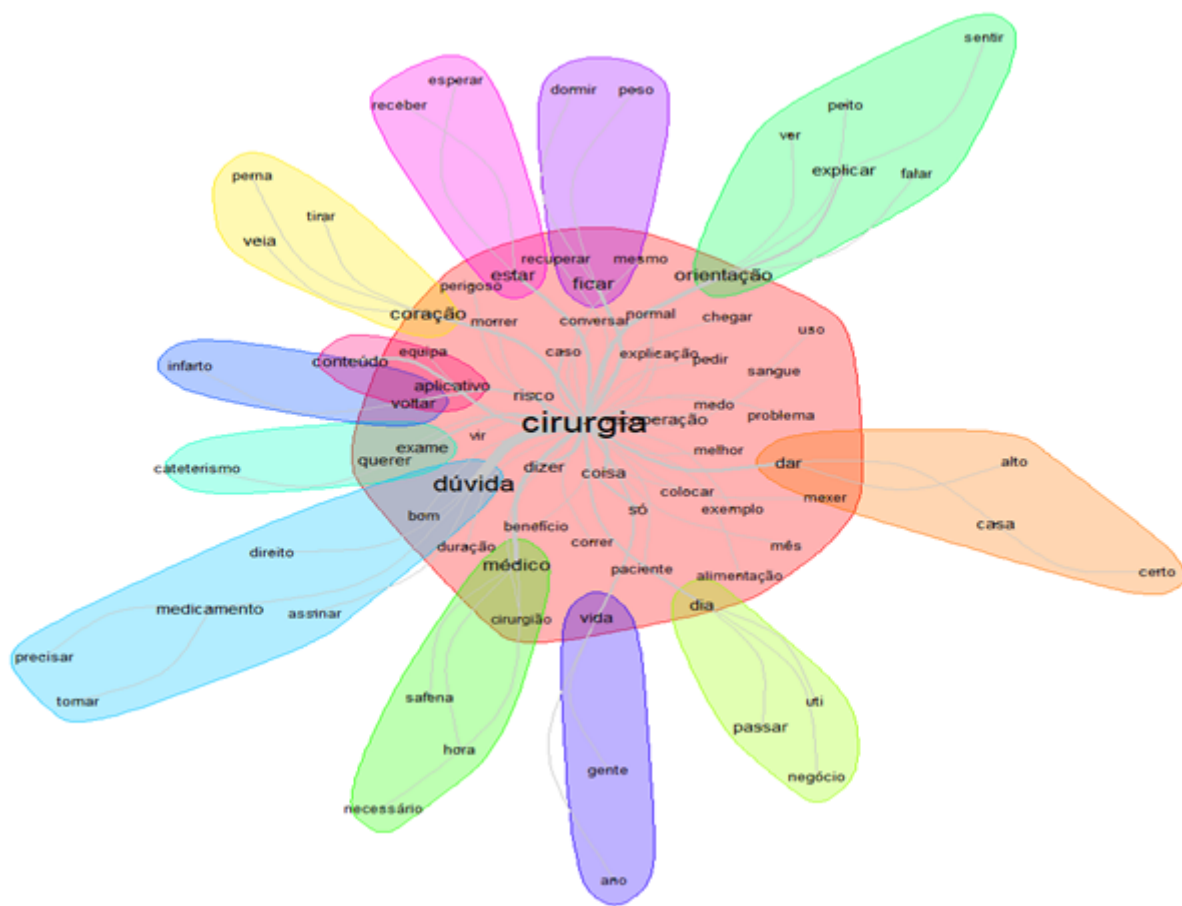 sentir
esperar
receber
dormir
peso
peito
ver
explicar
falar
perna
tirar
veia
recuperar
mesmo
estar
ficar
orientação
perigoso
coração
morrer
conversar
normal
chegar
uso
equipa
caso
explicação
pedir
infarto
conteúdo
sangue
aplicativo
voltar
risco
medo
problema
cirurgia
vir
exame
melhor
cateterismo
querer
dizer
coisa
dar
alto
dúvida
colocar
mexer
só
exemplo
bom
benefício
casa
direito
duração
correr
mês
médico
paciente
alimentação
certo
medicamento
assinar
cirurgião
vida
dia
precisar
tomar
safena
uti
passar
hora
gente
negócio
necessário
ano